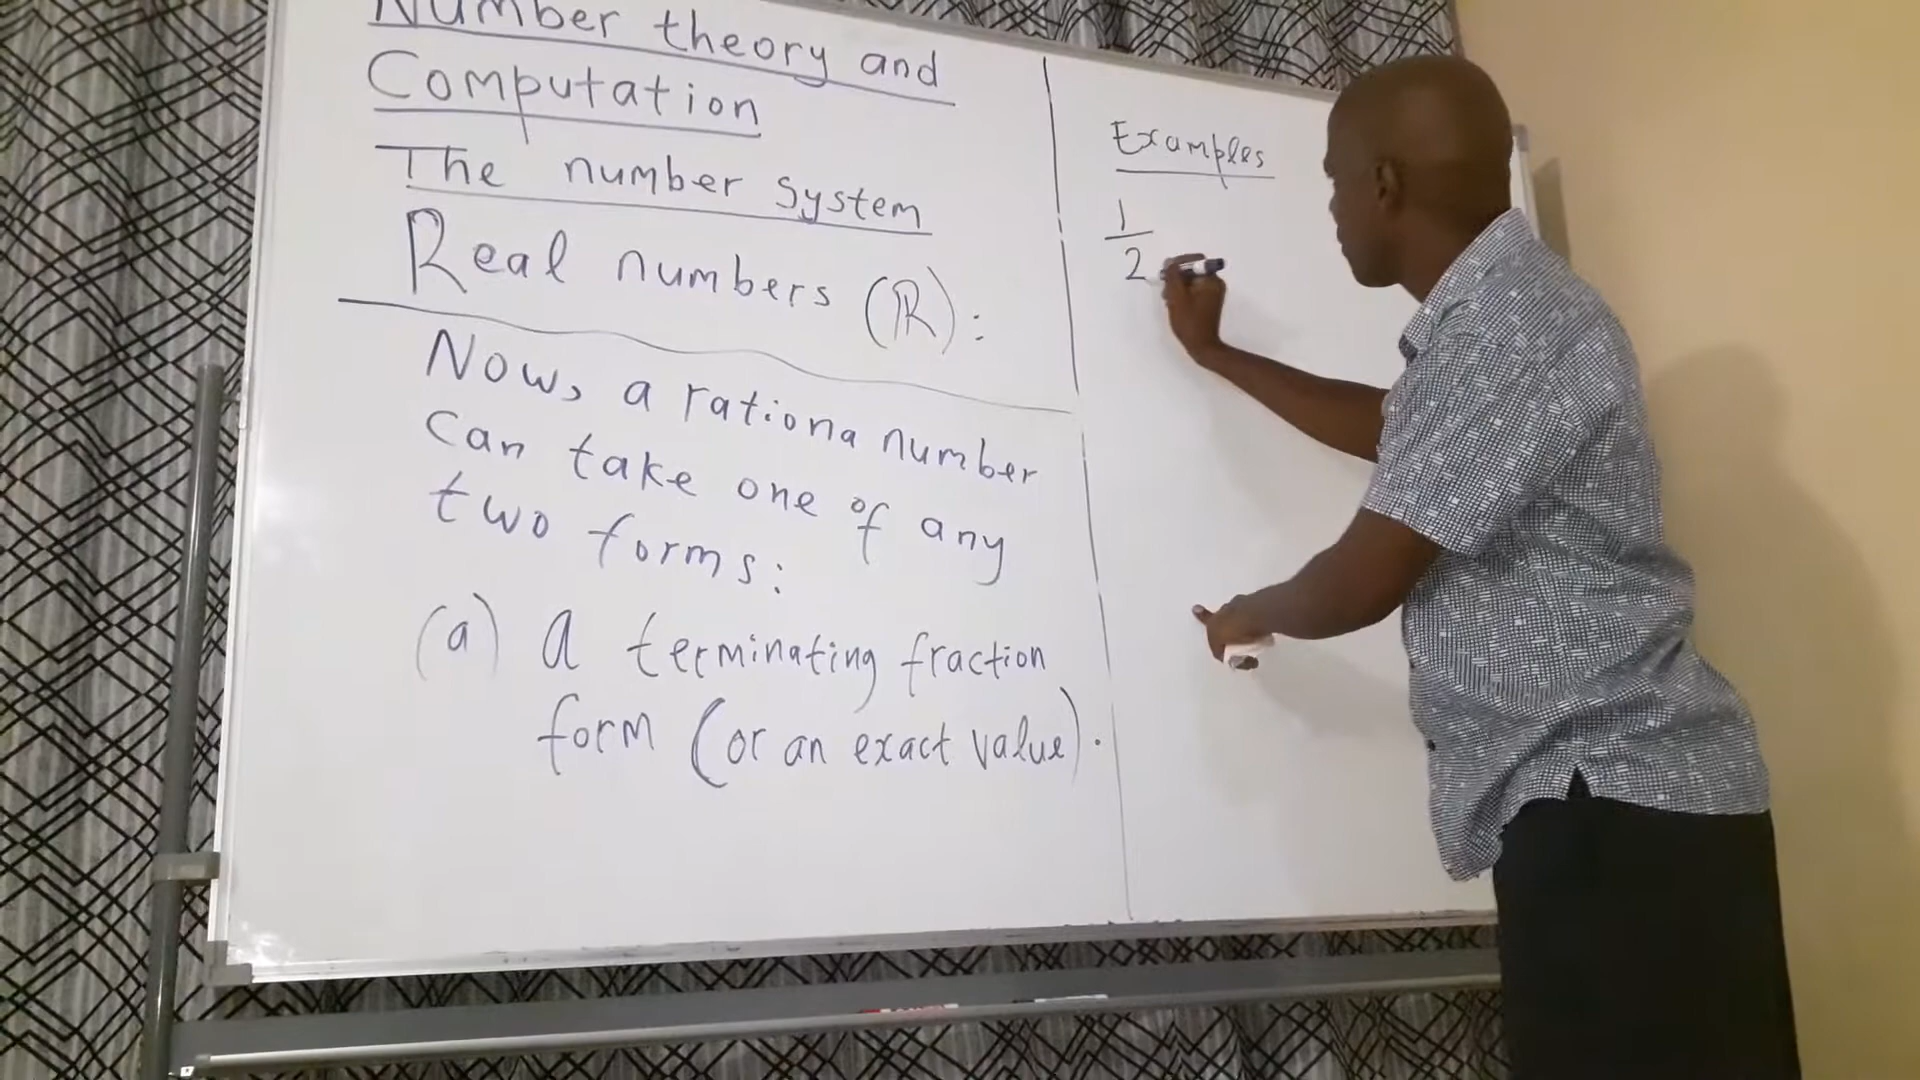 Number theory and
Computation
The number system
Real numbers (ℝ):
Now, a rationa number
can take one of any
two forms:
(a) a terminating fraction
form (or an exact value).
Examples
1
2